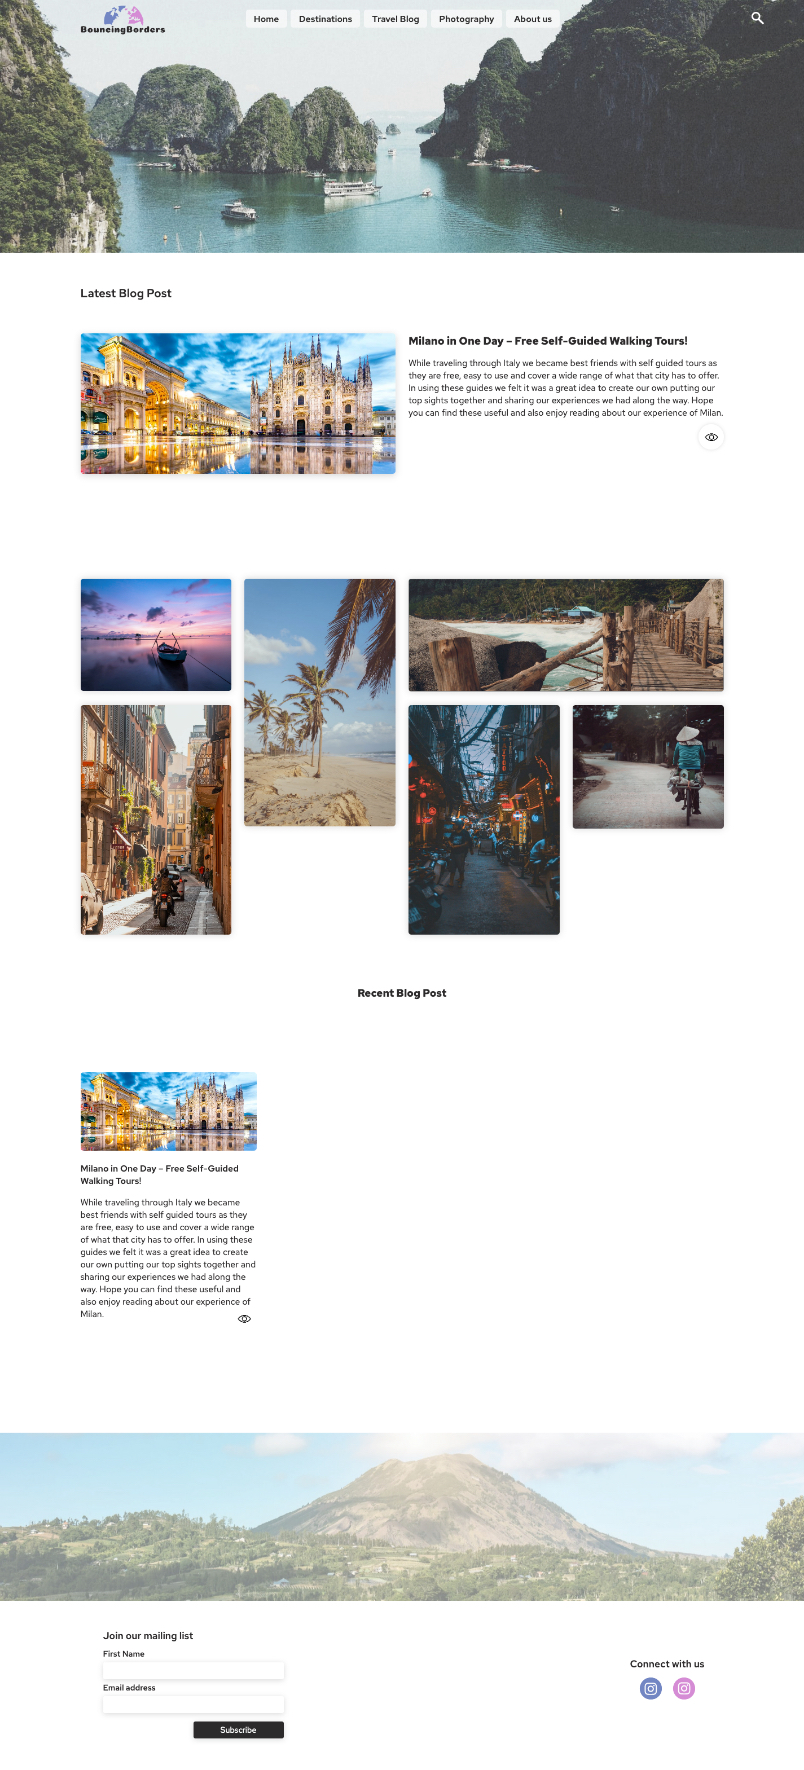 BouncingBorders
Home
Destinations
Travel Blog
Photography
About us
Latest Blog Post
Milano in One Day – Free Self-Guided Walking Tours!
While traveling through Italy we became best friends with self guided tours as
they are free, easy to use and cover a wide range of what that city has to offer.
In using these guides we felt it was a great idea to create our own putting our
top sights together and sharing our experiences we had along the way. Hope
you can find these useful and also enjoy reading about our experience of Milan.
Recent Blog Post
Milano in One Day – Free Self-Guided
Walking Tours!
While traveling through Italy we became
best friends with self guided tours as they
are free, easy to use and cover a wide range
of what that city has to offer. In using these
guides we felt it was a great idea to create
our own putting our top sights together and
sharing our experiences we had along the
way. Hope you can find these useful and
also enjoy reading about our experience of
Milan.
Join our mailing list
First Name
Email address
Subscribe
Connect with us